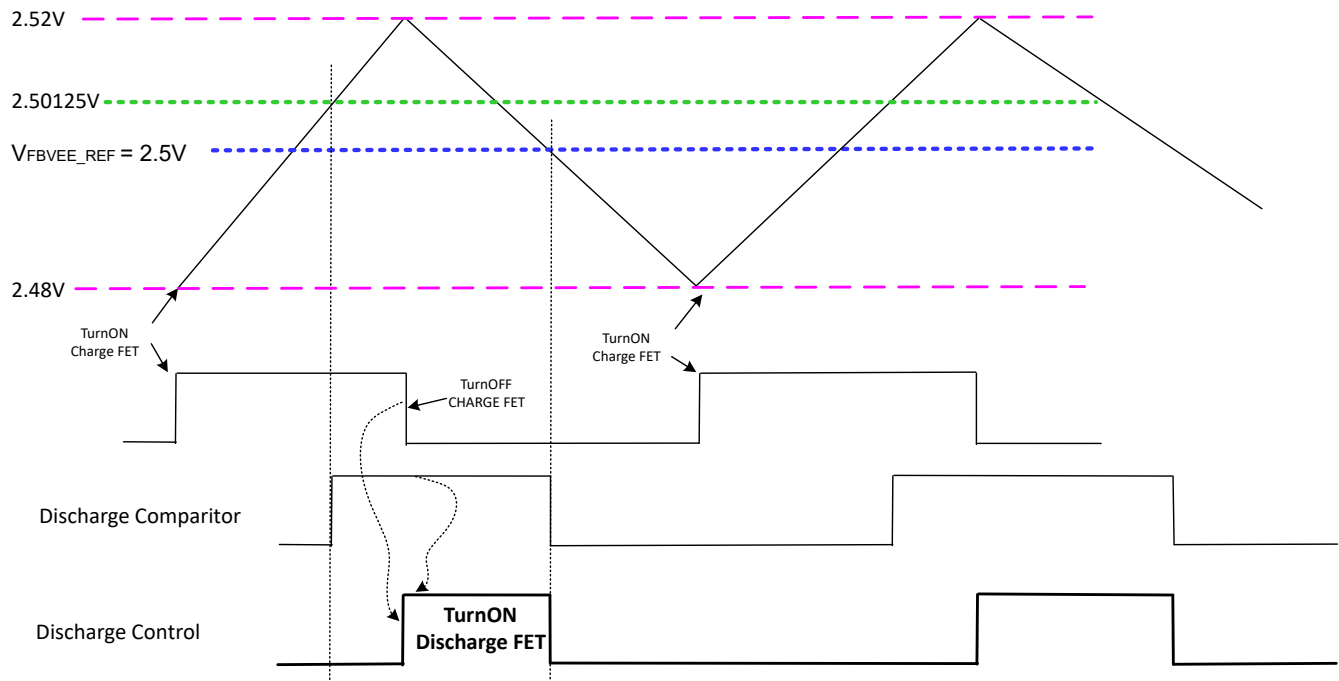 2.52V
2.50125V
VFBVEE_REF = 2.5V
2.48V
TurnON
Charge FET
TurnON
Charge FET
TurnOFF
CHARGE FET
Discharge Comparitor
Discharge Control
TurnON
Discharge FET